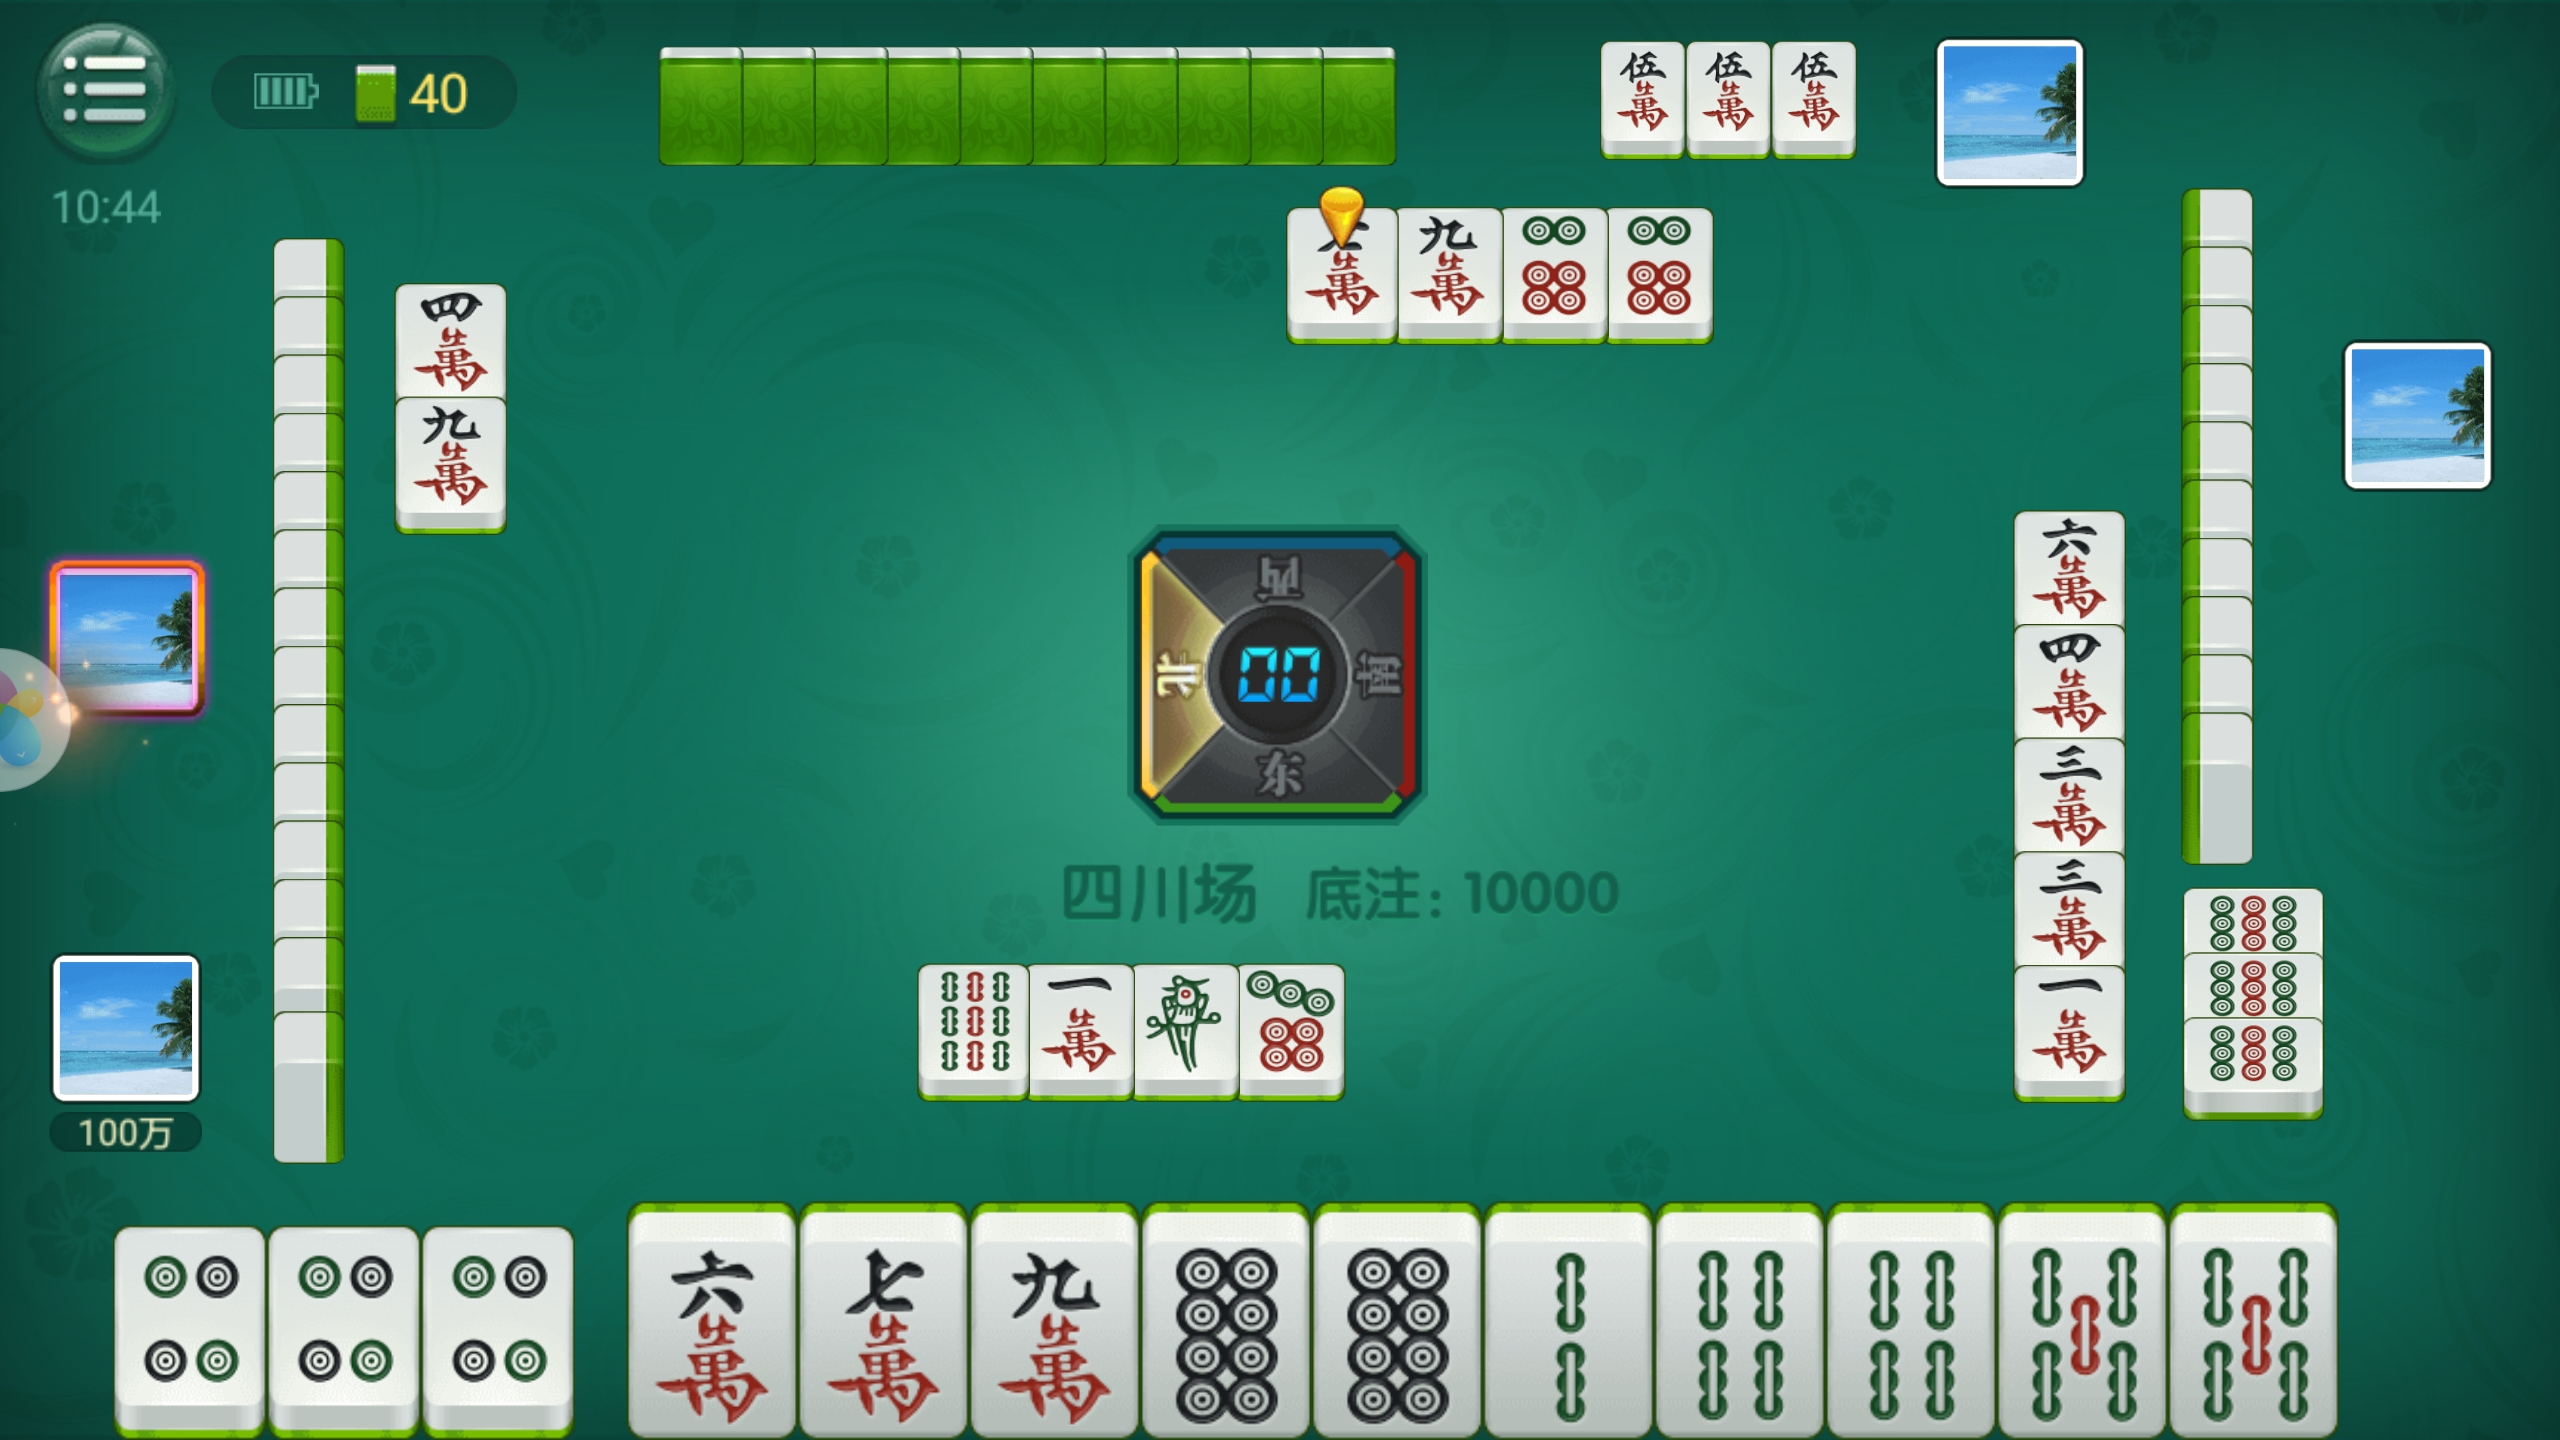 40
10:44
伍萬 伍萬 伍萬
萬 九萬
四萬
九萬
六萬
四萬
三萬
三萬
一萬
西
北 00 南
东
四川场 底注: 10000
一萬
100万
六萬 七萬 九萬